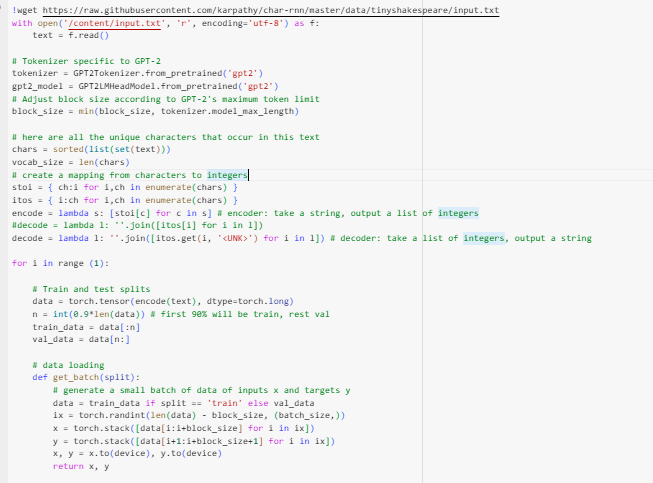 !wget https://raw.githubusercontent.com/karpathy/char-rnn/master/data/tinyshakespeare/input.txt
with open('/content/input.txt', 'r', encoding='utf-8') as f:
    text = f.read()

# Tokenizer specific to GPT-2
tokenizer = GPT2Tokenizer.from_pretrained('gpt2')
gpt2_model = GPT2LMHeadModel.from_pretrained('gpt2')
# Adjust block size according to GPT-2's maximum token limit
block_size = min(block_size, tokenizer.model_max_length)

# here are all the unique characters that occur in this text
chars = sorted(list(set(text)))
vocab_size = len(chars)
# create a mapping from characters to integers
stoi = { ch:i for i,ch in enumerate(chars) }
itos = { i:ch for i,ch in enumerate(chars) }
encode = lambda s: [stoi[c] for c in s] # encoder: take a string, output a list of integers
#decode = lambda l: ''.join([itos[i] for i in l])
decode = lambda l: ''.join([itos.get(i, '<UNK>') for i in l]) # decoder: take a list of integers, output a string

for i in range (1):

    # Train and test splits
    data = torch.tensor(encode(text), dtype=torch.long)
    n = int(0.9*len(data)) # first 90% will be train, rest val
    train_data = data[:n]
    val_data = data[n:]

    # data loading
    def get_batch(split):
        # generate a small batch of data of inputs x and targets y
        data = train_data if split == 'train' else val_data
        ix = torch.randint(len(data) - block_size, (batch_size,))
        x = torch.stack([data[i:i+block_size] for i in ix])
        y = torch.stack([data[i+1:i+block_size+1] for i in ix])
        x, y = x.to(device), y.to(device)
        return x, y